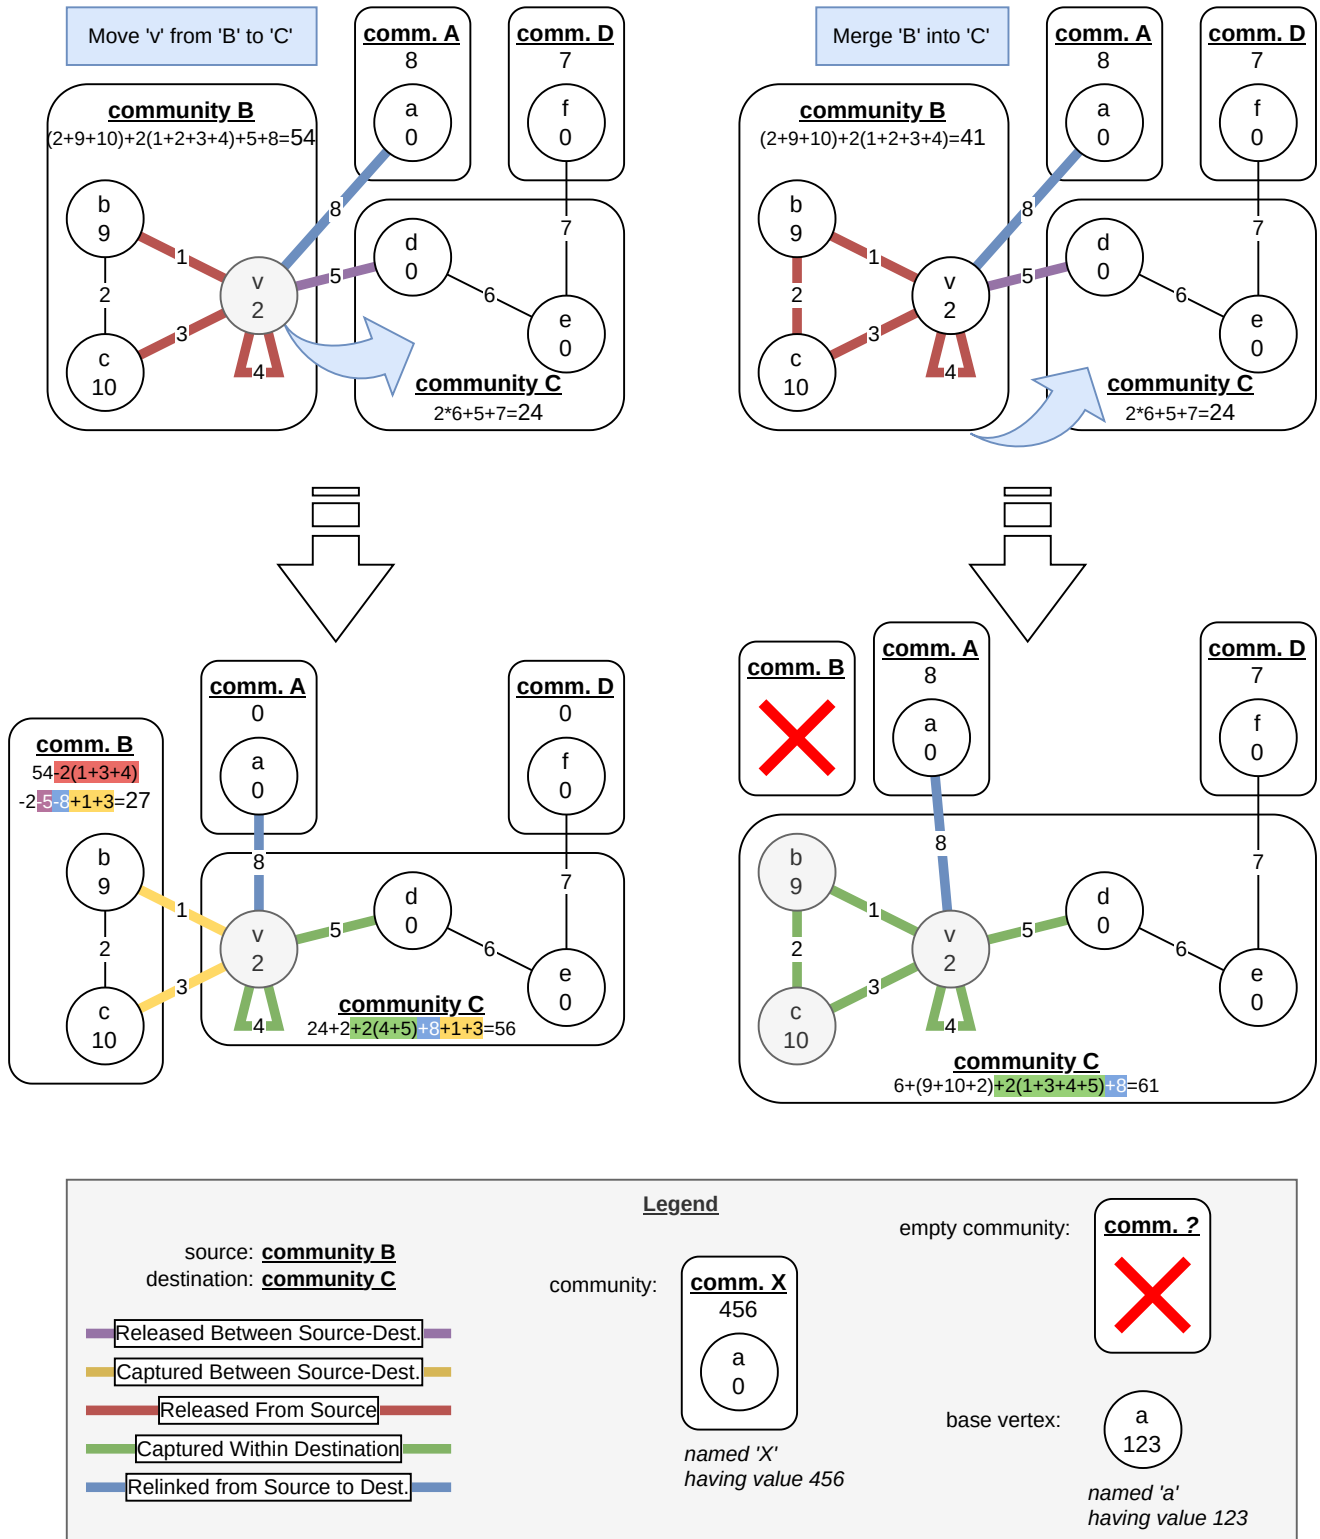 Move 'v' from 'B' to 'C'
comm. A
8
a
0
comm. D
7
f
0
community B
(2+9+10)+2(1+2+3+4)+5+8=54
b
9
1
8
7
d
0
v
2
5
2
6
e
0
3
c
10
4
community C
2*6+5+7=24
Merge 'B' into 'C'
comm. A
8
a
0
comm. D
7
f
0
community B
(2+9+10)+2(1+2+3+4)=41
b
9
1
8
7
d
0
v
2
5
2
6
e
0
3
c
10
4
community C
2*6+5+7=24
comm. A
0
a
0
comm. D
0
f
0
comm. B
54-2(1+3+4)
-2-5-8+1+3=27
b
9
8
7
d
0
1
v
2
5
2
6
e
0
3
c
10
4
community C
24+2+2(4+5)+8+1+3=56
comm. B
comm. A
8
a
0
comm. D
7
f
0
8
7
b
9
1
d
0
v
2
5
2
6
e
0
3
c
10
4
community C
6+(9+10+2)+2(1+3+4+5)+8=61
Legend
source: community B
destination: community C
Released Between Source-Dest.
Captured Between Source-Dest.
Released From Source
Captured Within Destination
Relinked from Source to Dest.
community:
comm. X
456
a
0
named 'X'
having value 456
empty community:
comm. ?
base vertex:
a
123
named 'a'
having value 123